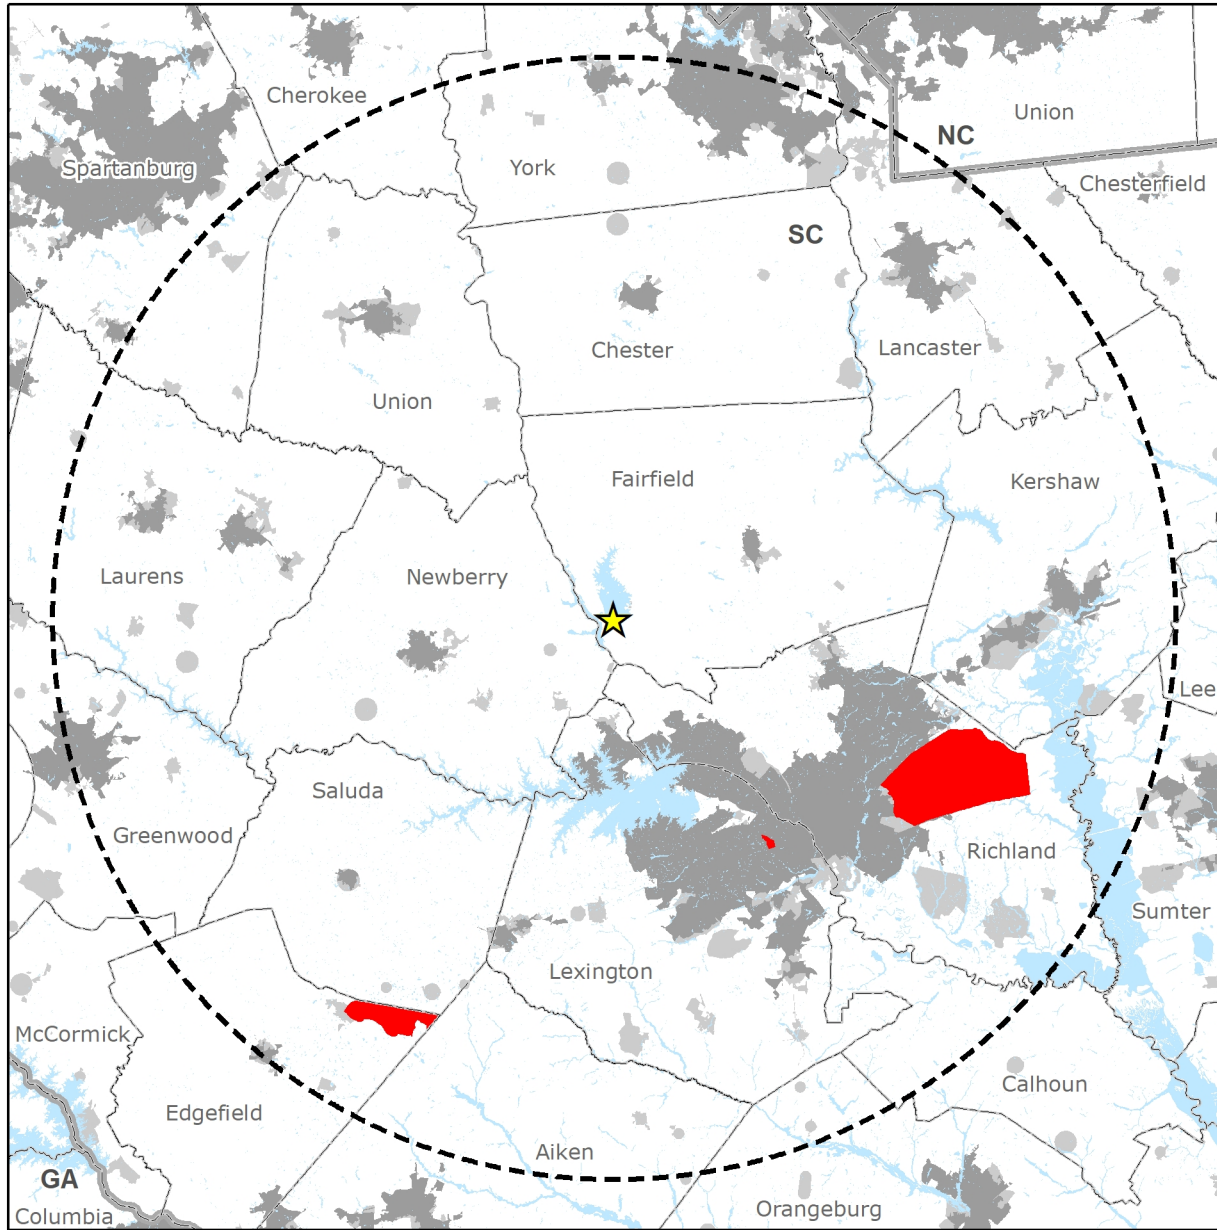 Cherokee
Union
NC
Spartanburg
York
Chesterfield
SC
Chester
Lancaster
Union
Fairfield
Kershaw
Laurens
Newberry
Lee
Saluda
Greenwood
Richland
Sumter
Lexington
McCormick
Calhoun
Edgefield
Aiken
GA
Orangeburg
Columbia